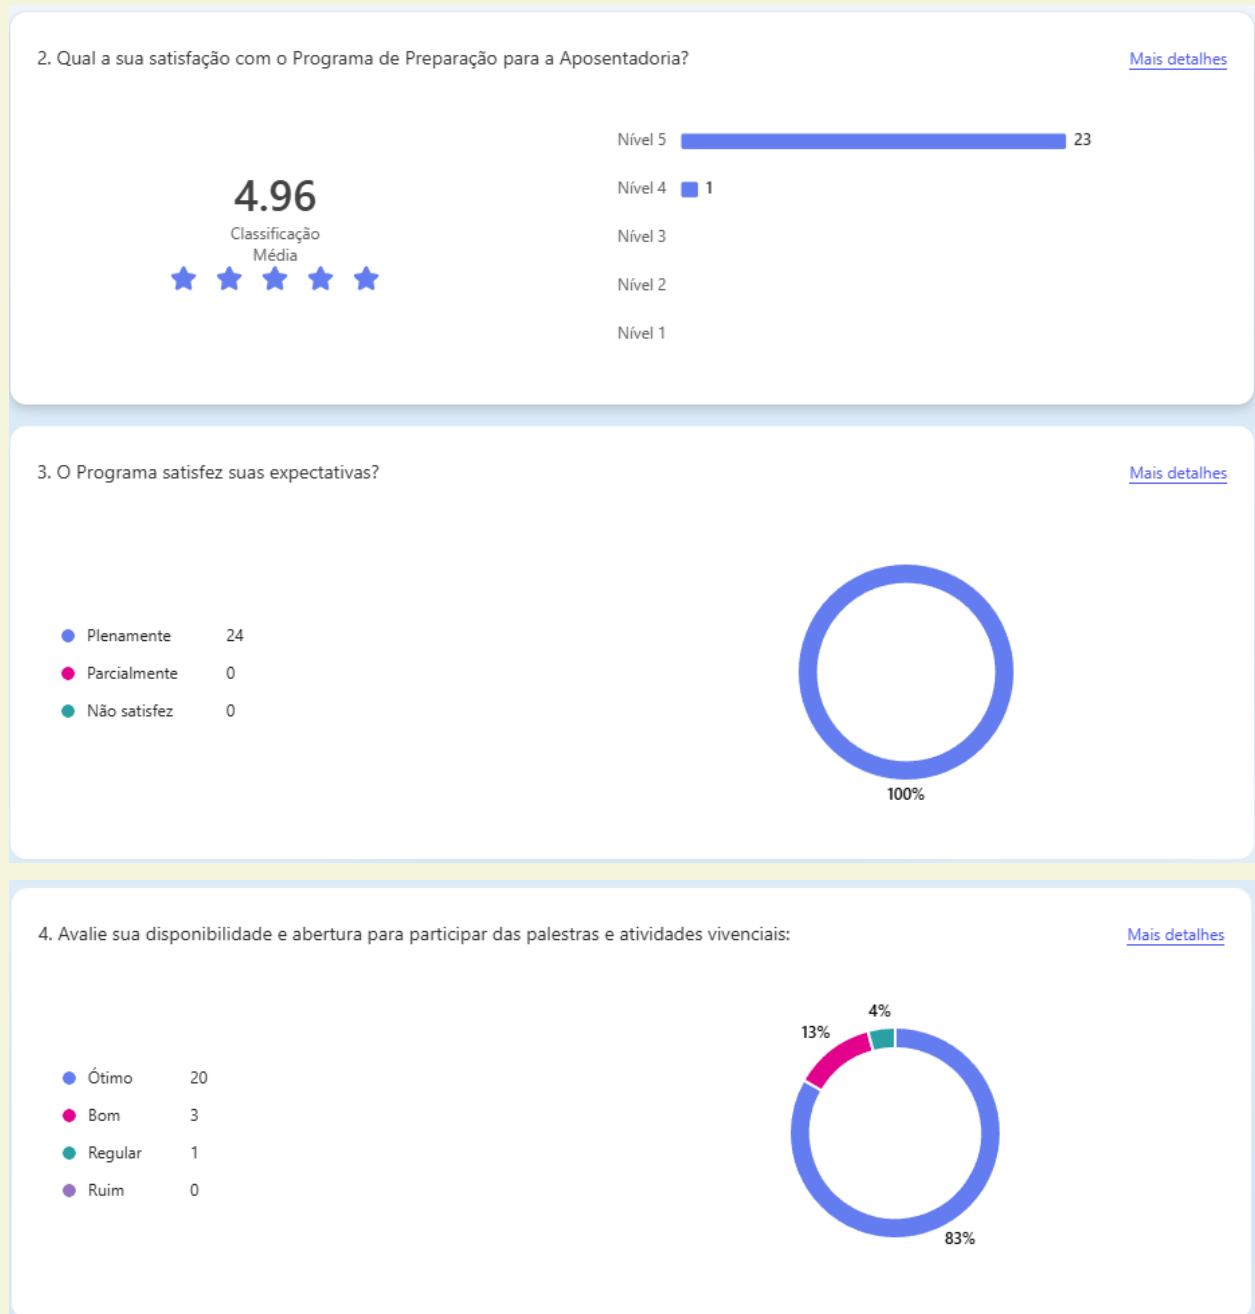 2. Qual a sua satisfação com o Programa de Preparação para a Aposentadoria?
Mais detalhes
4.96
Classificação
Média
Nível 5 23
Nível 4 1
Nível 3
Nível 2
Nível 1
3. O Programa satisfez suas expectativas?
Mais detalhes
Plenamente 24
Parcialmente 0
Não satisfez 0
100%
4. Avalie sua disponibilidade e abertura para participar das palestras e atividades vivenciais:
Mais detalhes
Ótimo 20
Bom 3
Regular 1
Ruim 0
4%
13%
83%